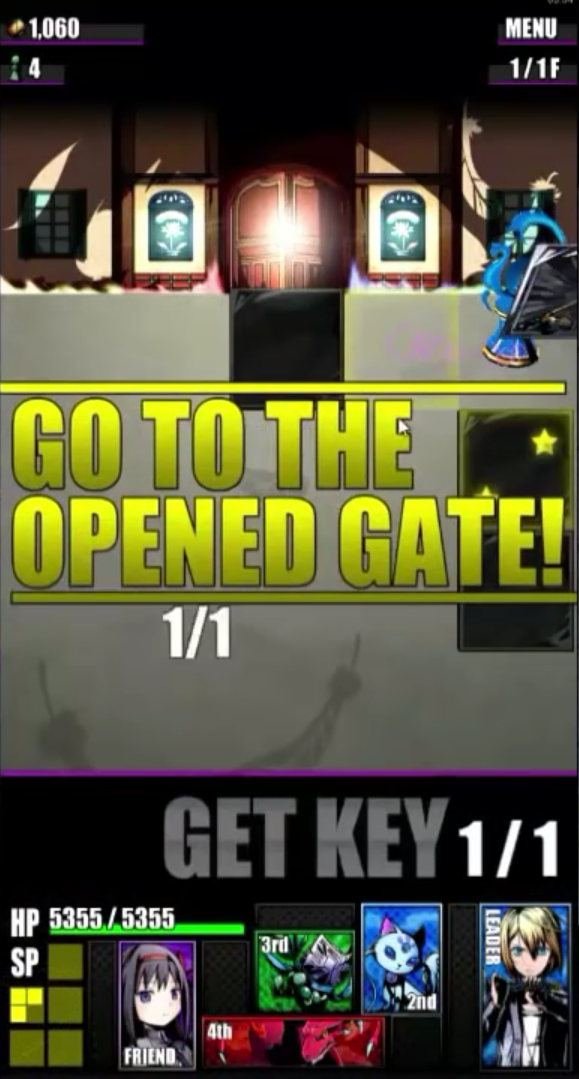 1,060
MENU
4
1/1F
GO TO THE
OPENED GATE!
1/1
GET KEY 1/1
HP 5355/5355
SP
3rd
2nd
LEADER
FRIEND
4th